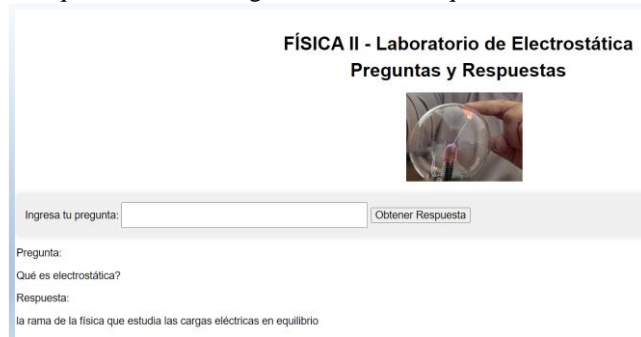 FÍSICA II - Laboratorio de Electrostática
Preguntas y Respuestas
Ingresa tu pregunta:
Obtener Respuesta
Pregunta:
Qué es electrostática?
Respuesta:
la rama de la física que estudia las cargas eléctricas en equilibrio